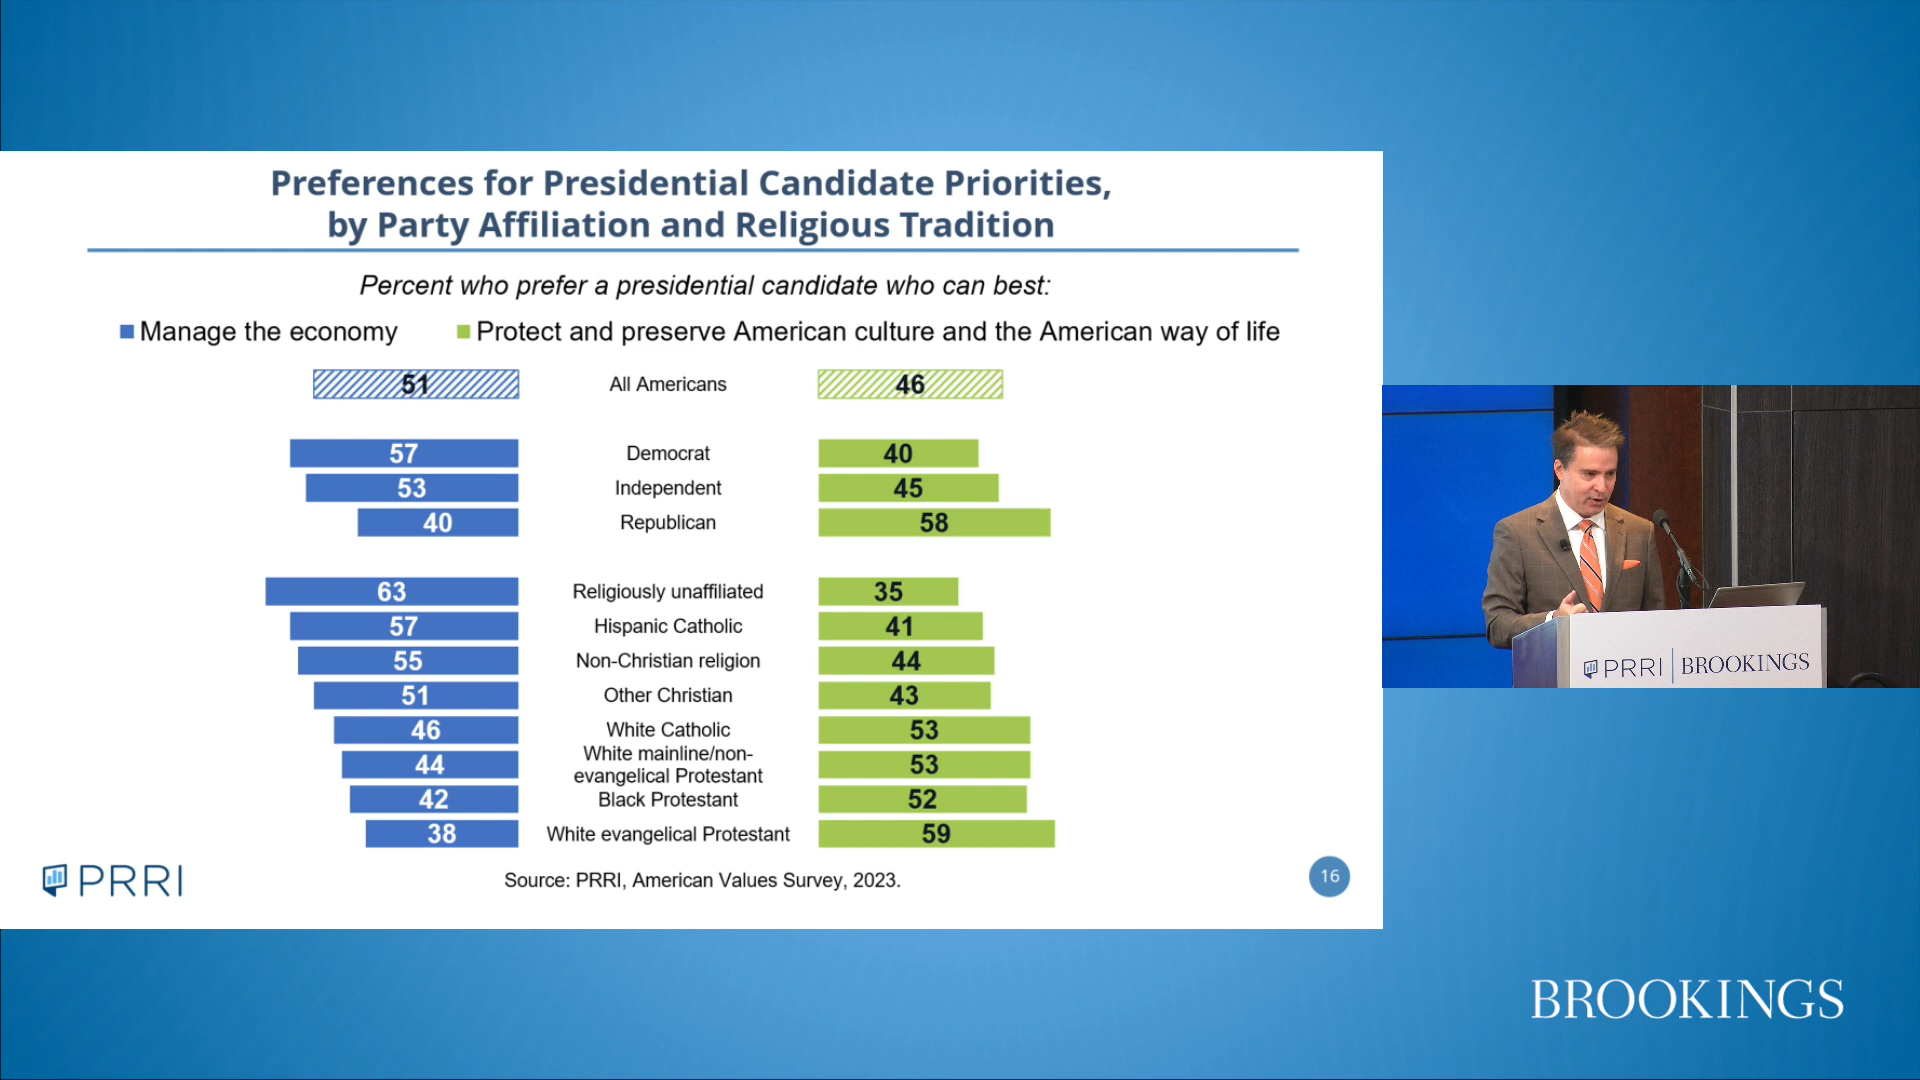 Preferences for Presidential Candidate Priorities,
by Party Affiliation and Religious Tradition
Percent who prefer a presidential candidate who can best:
Manage the economy Protect and preserve American culture and the American way of life
51 All Americans 46
57 Democrat 40
53 Independent 45
40 Republican 58
63 Religiously unaffiliated 35
57 Hispanic Catholic 41
55 Non-Christian religion 44
51 Other Christian 43
46 White Catholic 53
44 White mainline/non-
evangelical Protestant 53
42 Black Protestant 52
38 White evangelical Protestant 59
PRRI
Source: PRRI, American Values Survey, 2023.
16
PRRI BROOKINGS
BROOKINGS